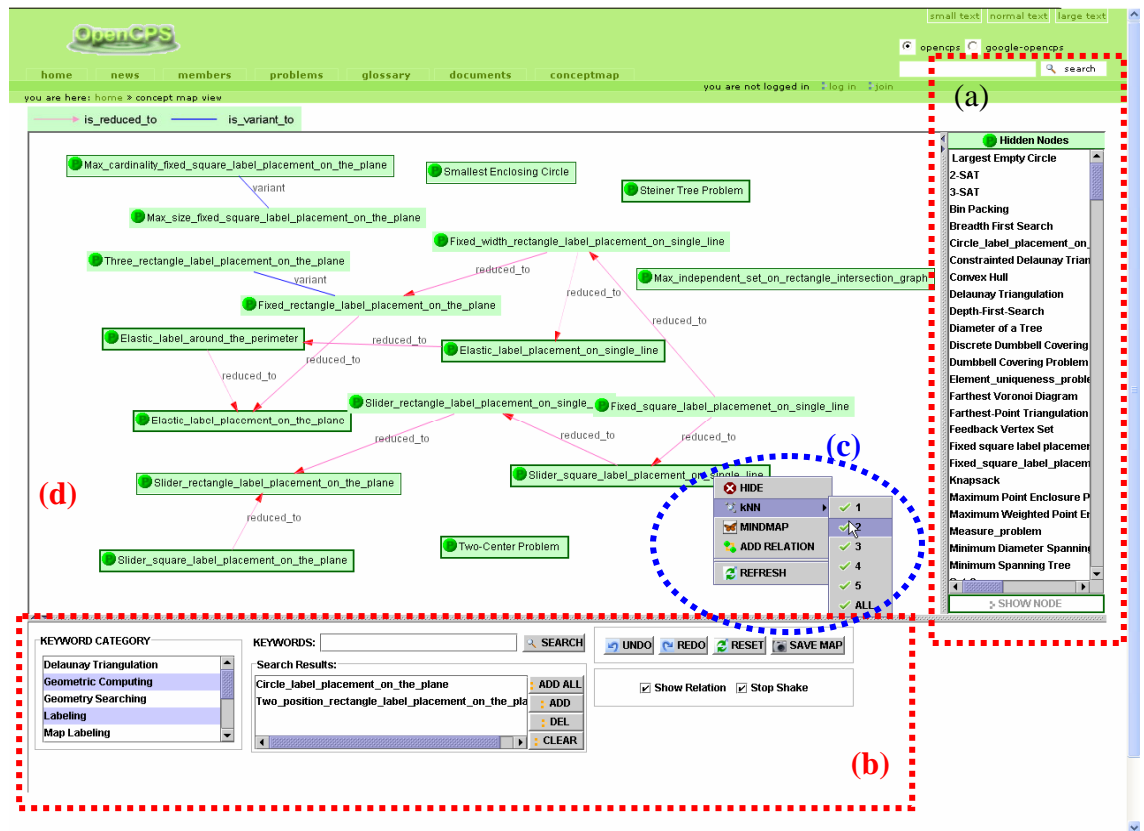 small text normal text large text
OpenCPS
opencps google-opencps
home news members problems glossary documents conceptmap
search
you are not logged in log in join
(a)
you are here: home » concept map view
is_reduced_to is_variant_to
Hidden Nodes
Largest Empty Circle
2-SAT
3-SAT
Bin Packing
Breadth First Search
Circle_label_placement_on_
Constrainted Delaunay Trian
Convex Hull
Delaunay Triangulation
Depth-First-Search
Diameter of a Tree
Discrete Dumbbell Covering
Dumbbell Covering Problem
Element_uniqueness_proble
Farthest Voronoi Diagram
Farthest-Point Triangulation
Feedback Vertex Set
Fixed square label placemer
Fixed_square_label_placem
Knapsack
Maximum Point Enclosure P
Maximum Weighted Point Er
Measure_problem
Minimum Diameter Spanning
Minimum Spanning Tree
SHOW NODE
Max_cardinality_fixed_square_label_placement_on_the_plane
Smallest Enclosing Circle
Steiner Tree Problem
variant
Max_size_fixed_square_label_placement_on_the_plane
Fixed_width_rectangle_label_placement_on_single_line
Three_rectangle_label_placement_on_the_plane
reduced_to
Max_independent_set_on_rectangle_intersection_graph
variant
reduced_to
Fixed_rectangle_label_placement_on_the_plane
reduced_to
Elastic_label_around_the_perimeter
reduced_to
Elastic_label_placement_on_single_line
reduced_to
reduced_to
Slider_rectangle_label_placement_on_single_
Fixed_square_label_placemenet_on_single_line
Elastic_label_placement_on_the_plane
reduced_to
reduced_to
reduced_to
(c)
Slider_square_label_placement_on_single_line
Slider_rectangle_label_placement_on_the_plane
(d)
HIDE
kNN
MINDMAP
ADD RELATION
REFRESH
1
2
3
4
5
ALL
reduced_to
Two-Center Problem
Slider_square_label_placement_on_the_plane
KEYWORD CATEGORY
Delaunay Triangulation
Geometric Computing
Geometry Searching
Labeling
Map Labeling
KEYWORDS:
SEARCH
Search Results:
Circle_label_placement_on_the_plane
Two_position_rectangle_label_placement_on_the_pla
ADD ALL
ADD
DEL
CLEAR
UNDO REDO RESET SAVE MAP
Show Relation Stop Shake
(b)